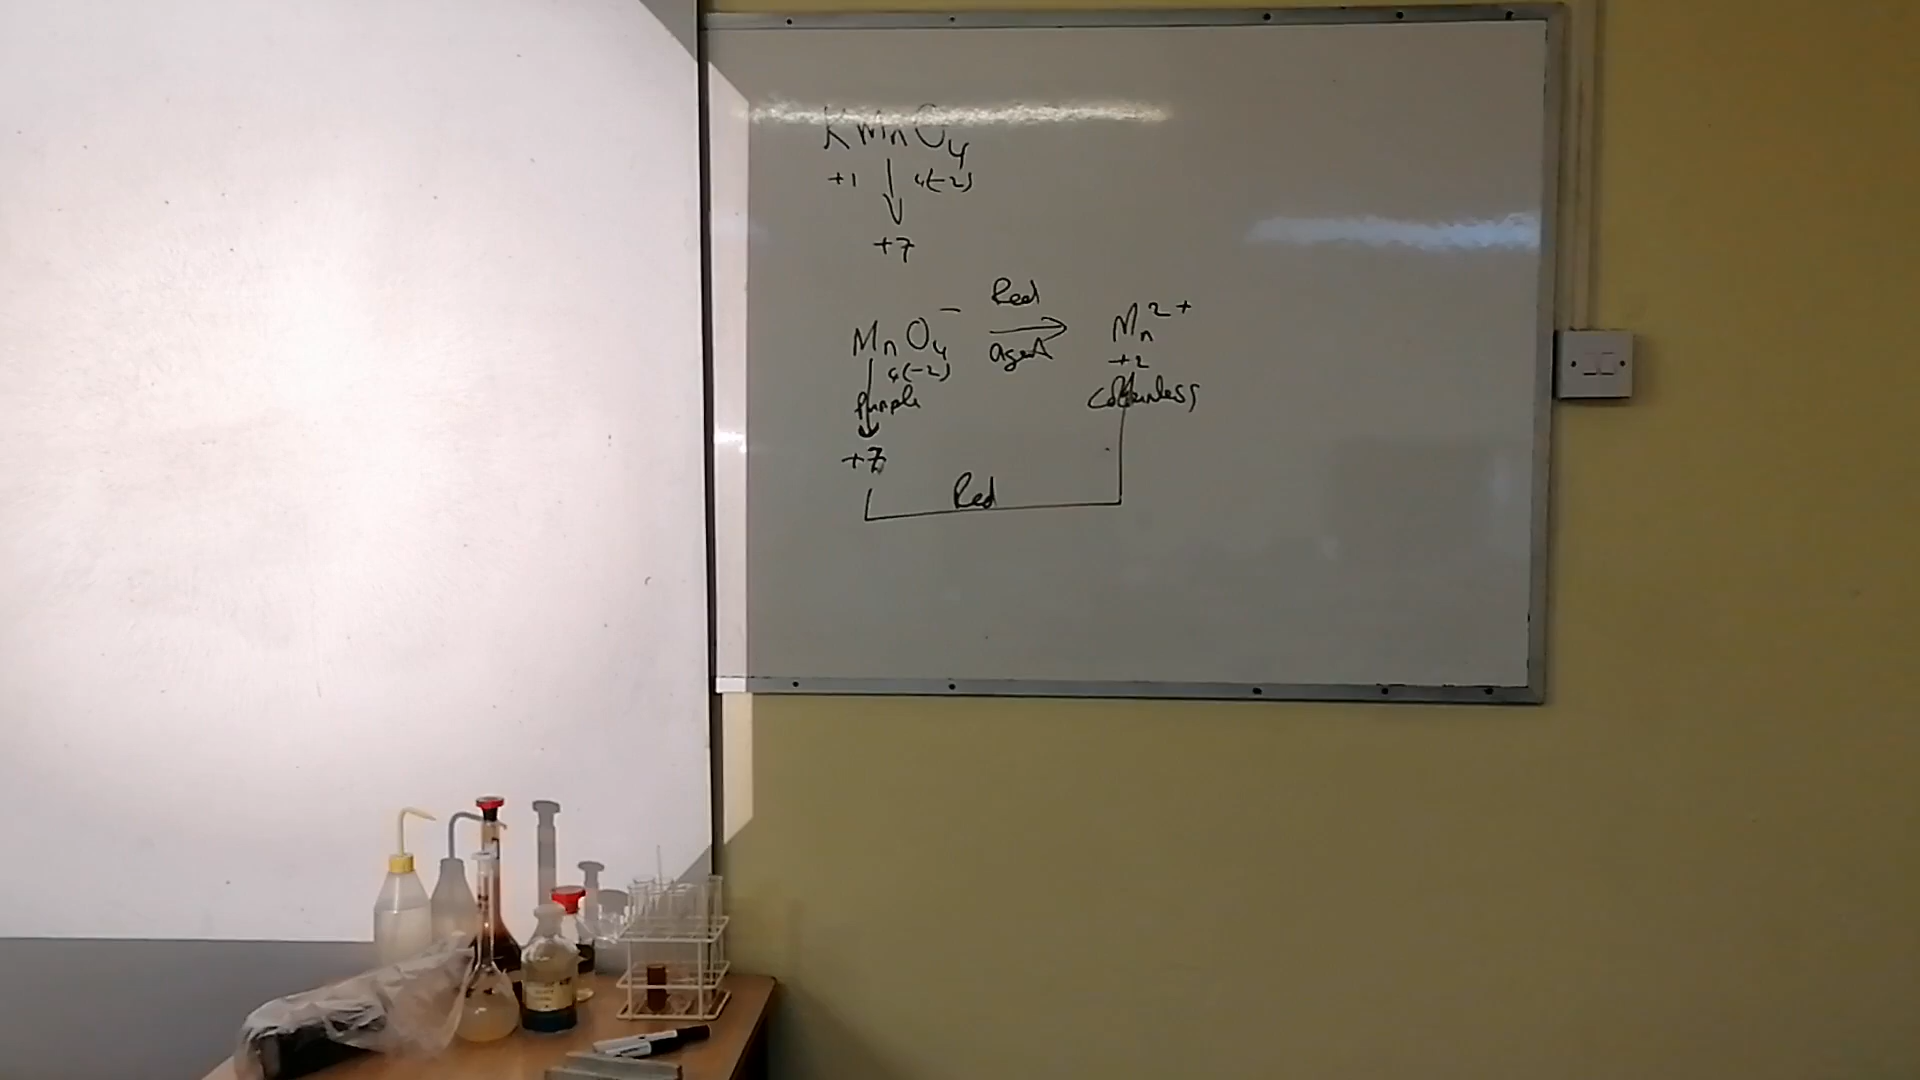 KMnO₄
+1 4(-2)
+7
Red
MnO₄⁻ → Mn²⁺
agent
4(-2) +2
purple colourless
+7
Red